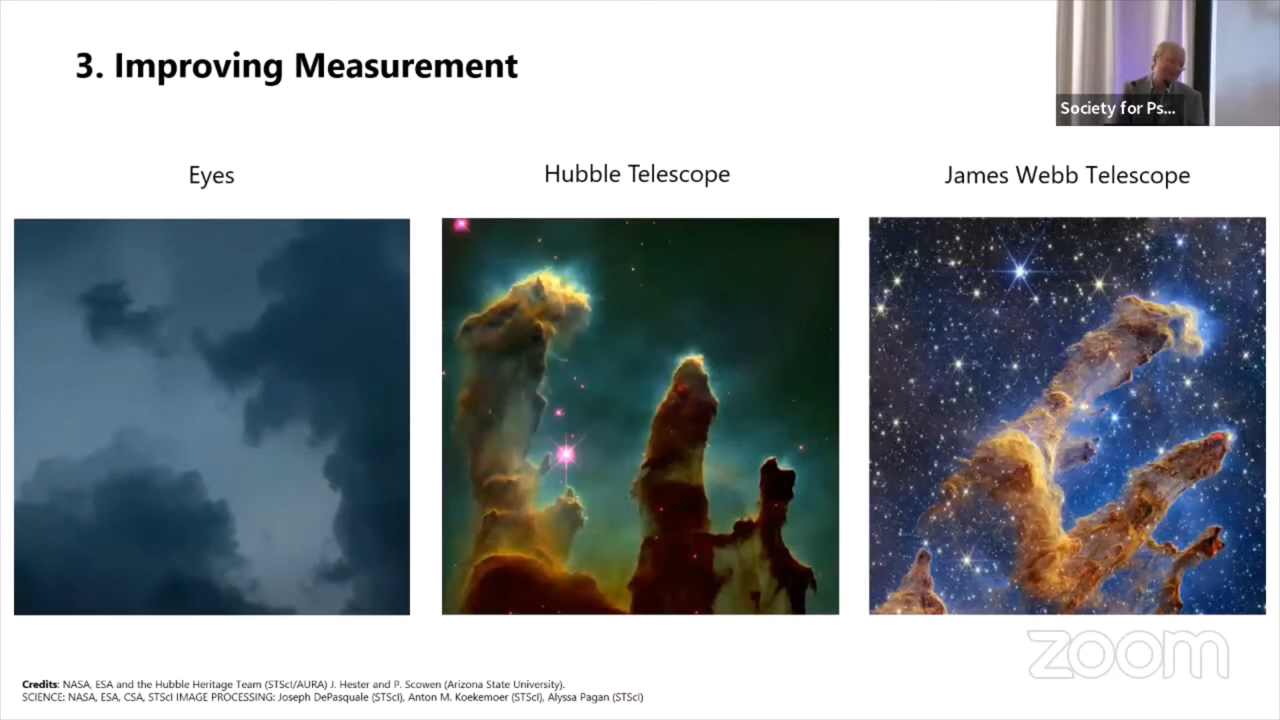 3. Improving Measurement
Society for Ps...
Eyes
Hubble Telescope
James Webb Telescope
zoom
Credits: NASA, ESA and the Hubble Heritage Team (STScI/AURA) J. Hester and P. Scowen (Arizona State University).
SCIENCE: NASA, ESA, CSA, STScI IMAGE PROCESSING: Joseph DePasquale (STScI), Anton M. Koekemoer (STScI), Alyssa Pagan (STScI)